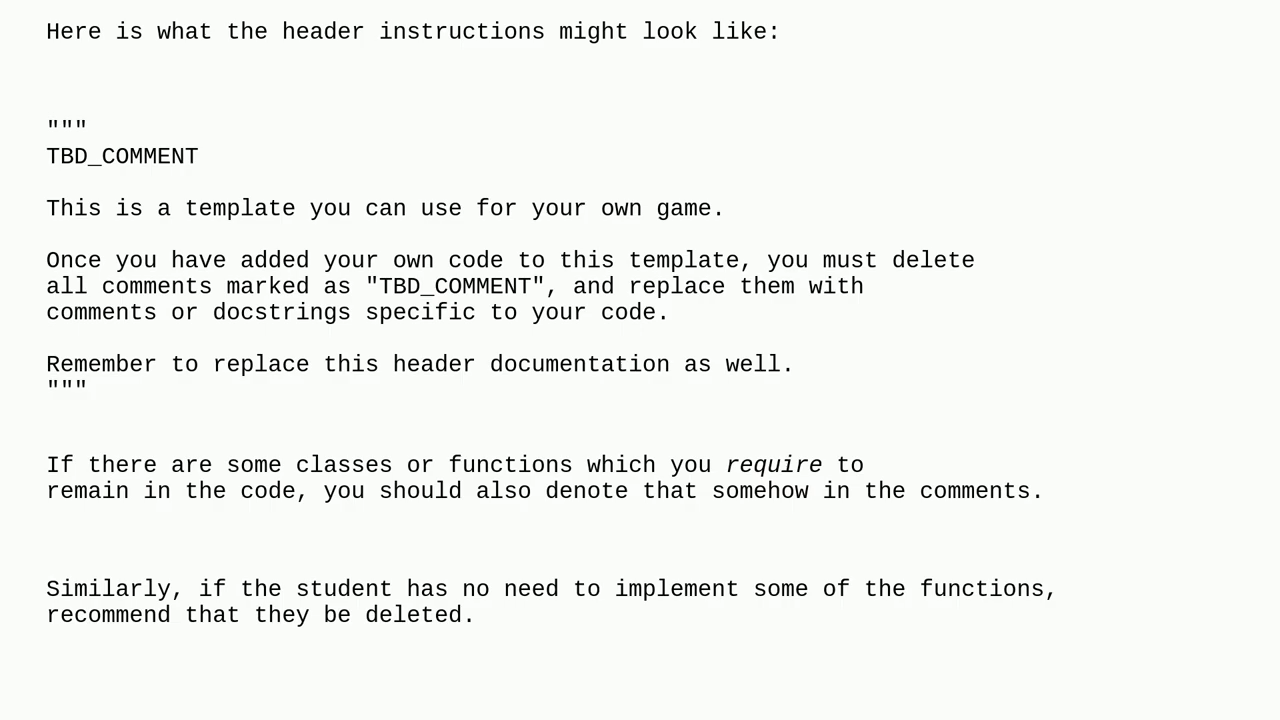 Here is what the header instructions might look like:
"""
TBD_COMMENT
This is a template you can use for your own game.
Once you have added your own code to this template, you must delete
all comments marked as "TBD_COMMENT", and replace them with
comments or docstrings specific to your code.
Remember to replace this header documentation as well.
"""
If there are some classes or functions which you require to
remain in the code, you should also denote that somehow in the comments.
Similarly, if the student has no need to implement some of the functions,
recommend that they be deleted.